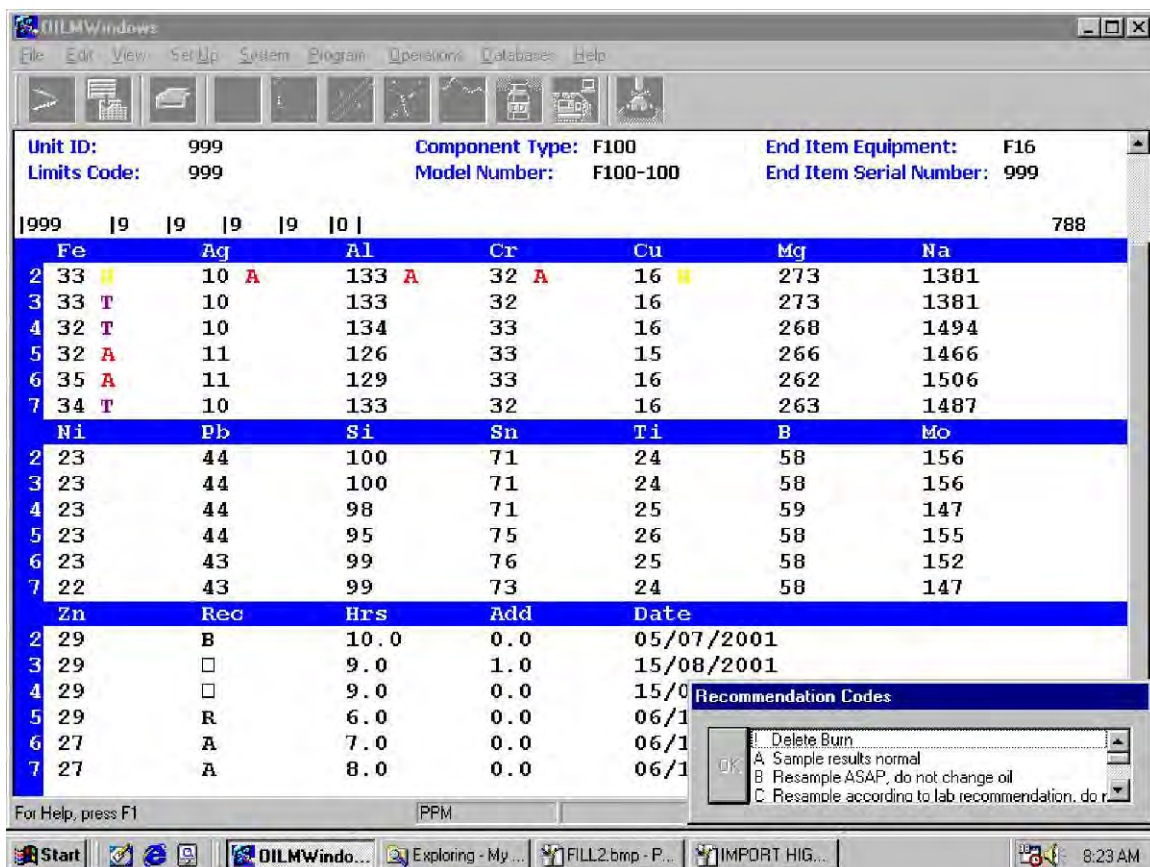 OILMWindows
File Edit View Set Up System Program Operations Databases Help
Unit ID: 999 Component Type: F100 End Item Equipment: F16
Limits Code: 999 Model Number: F100-100 End Item Serial Number: 999
|999 |9 |9 |9 |9 |0 | 788
Fe Ag Al Cr Cu Mg Na
2 33 H 10 A 133 A 32 A 16 H 273 1381
3 33 T 10 133 32 16 273 1381
4 32 T 10 134 33 16 268 1494
5 32 A 11 126 33 15 266 1466
6 35 A 11 129 33 16 262 1506
7 34 T 10 133 32 16 263 1487
Ni Pb Si Sn Ti B Mo
2 23 44 100 71 24 58 156
3 23 44 100 71 24 58 156
4 23 44 98 71 25 59 147
5 23 44 95 75 26 58 155
6 23 43 99 76 25 58 152
7 22 43 99 73 24 58 147
Zn Rec Hrs Add Date
2 29 B 10.0 0.0 05/07/2001
3 29 □ 9.0 1.0 15/08/2001
4 29 □ 9.0 0.0 15/0
5 29 R 6.0 0.0 06/1
6 27 A 7.0 0.0 06/1
7 27 A 8.0 0.0 06/1
Recommendation Codes
OK
! Delete Burn
A Sample results normal
B Resample ASAP, do not change oil
C Resample according to lab recommendation, do r
For Help, press F1 PPM
Start OILMWindo... Exploring - My ... FILL2.bmp - P... IMPORT HIG... 8:23 AM